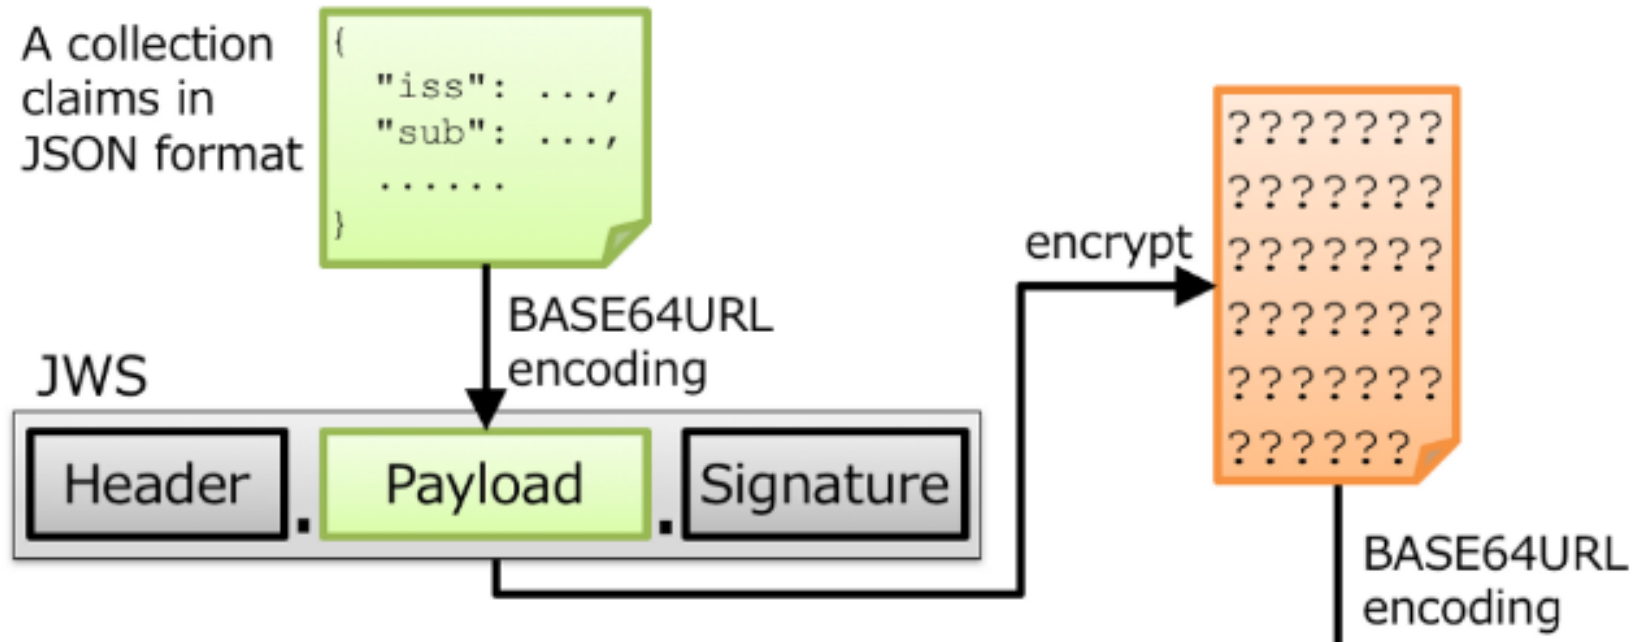 A collection
claims in
JSON format
{
"iss": ...,
"sub": ...,
......
}
BASE64URL
encoding
JWS
Header . Payload . Signature
encrypt
???????
???????
???????
???????
???????
??????
BASE64URL
encoding